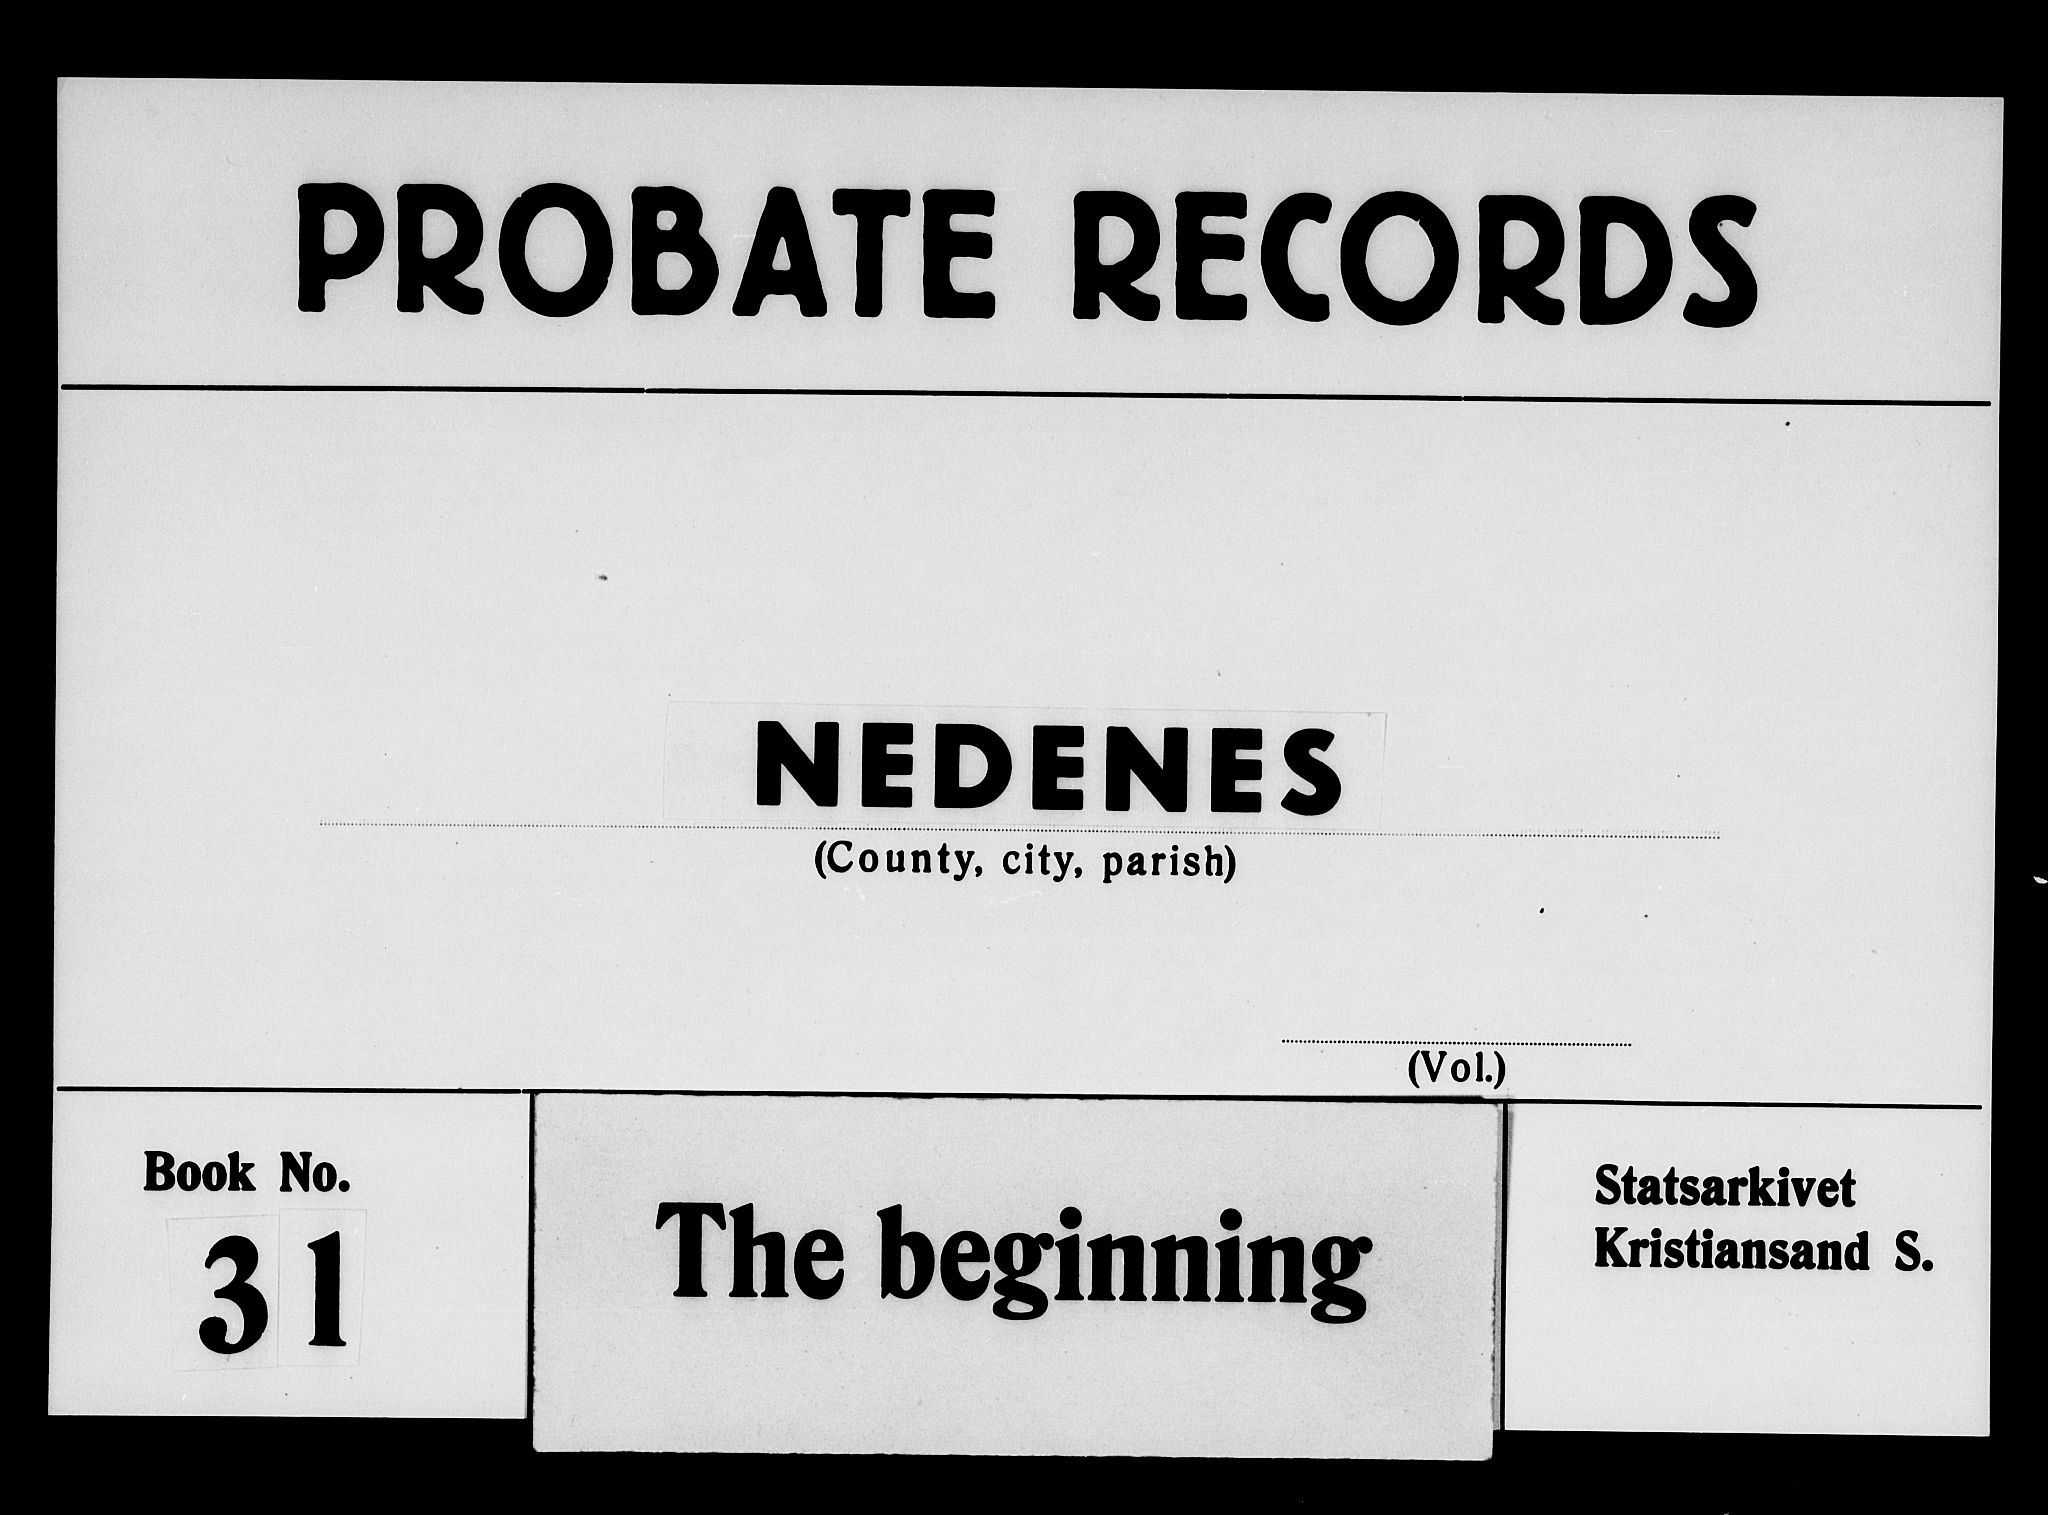 PROBATE RECORDS
NEDENES
(County, city, parish)
(Vol.)
Book No.
31
The beginning
Statsarkivet
Kristiansand S.